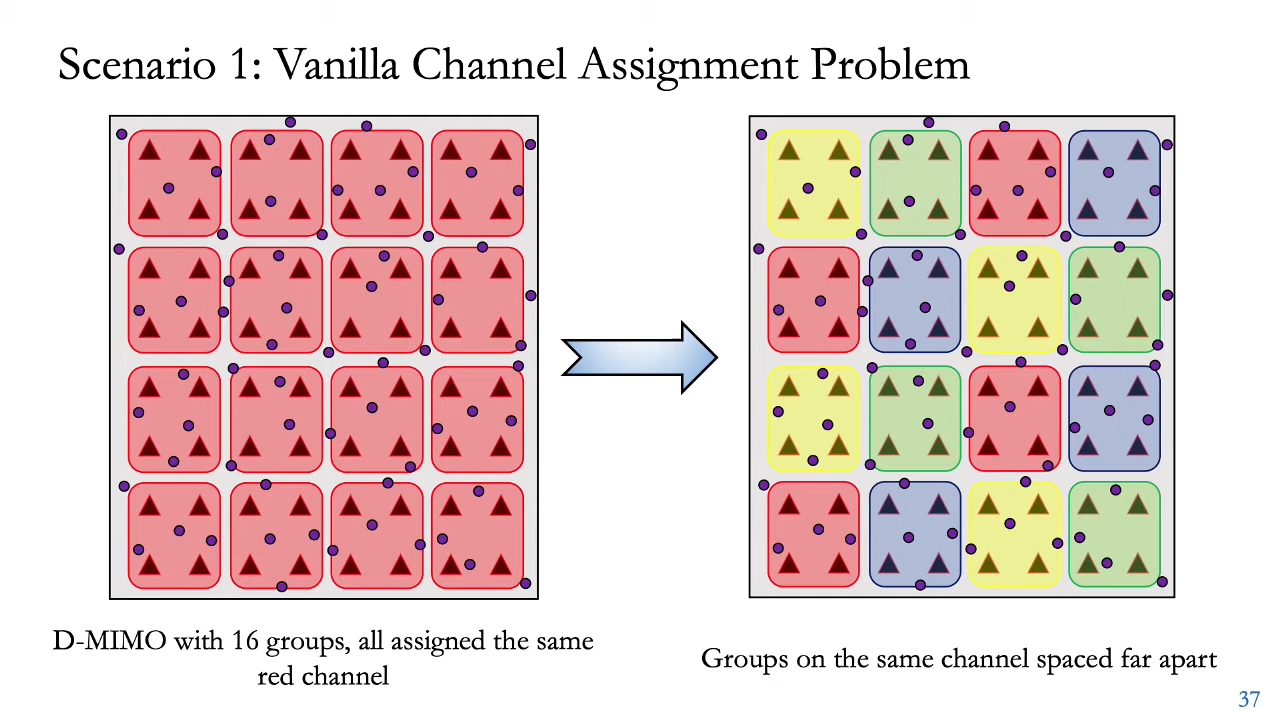 Scenario 1: Vanilla Channel Assignment Problem
D-MIMO with 16 groups, all assigned the same
red channel
Groups on the same channel spaced far apart
37